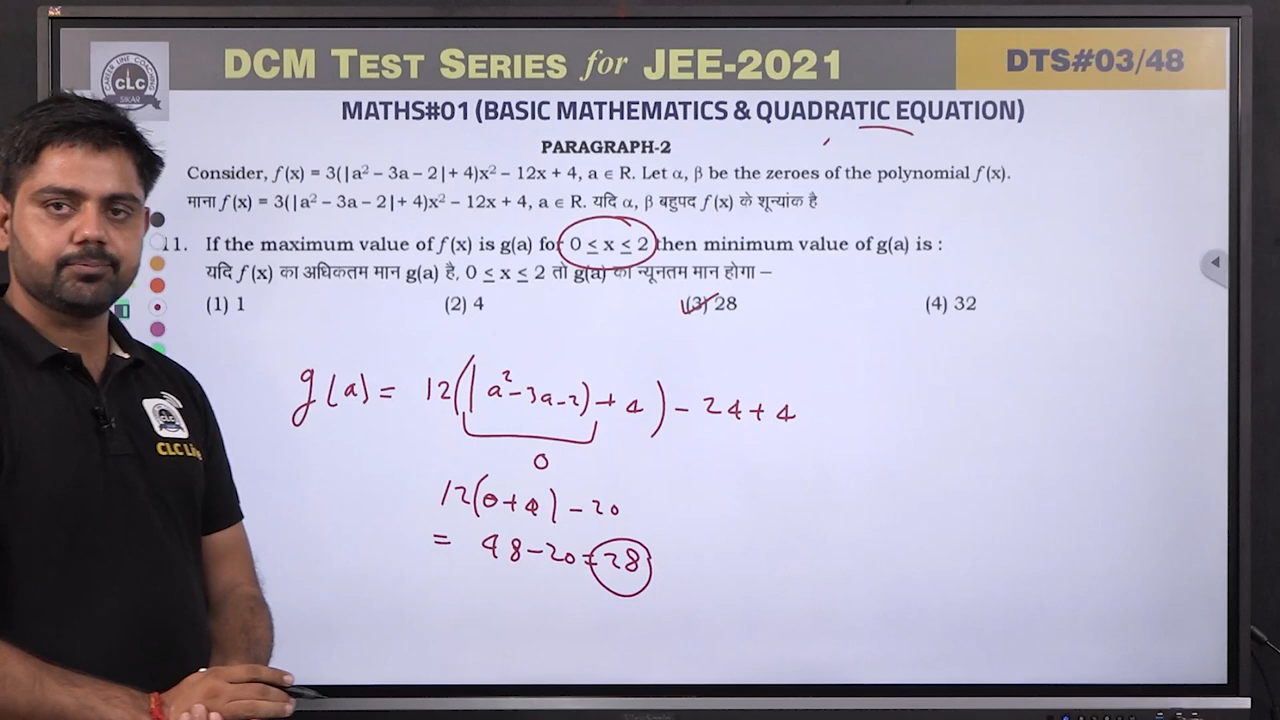 DCM TEST SERIES for JEE-2021
DTS#03/48
CLC
SIKAR
MATHS#01 (BASIC MATHEMATICS & QUADRATIC EQUATION)
PARAGRAPH-2
Consider, f(x) = 3(|a² – 3a – 2|+ 4)x² – 12x + 4, a ∈ R. Let α, β be the zeroes of the polynomial f(x).
माना f(x) = 3(|a² – 3a – 2|+ 4)x² – 12x + 4, a ∈ R. यदि α, β बहुपद f(x) के शून्यांक है
11. If the maximum value of f(x) is g(a) for 0 ≤ x ≤ 2 then minimum value of g(a) is :
यदि f(x) का अधिकतम मान g(a) है, 0 ≤ x ≤ 2 तो g(a) का न्यूनतम मान होगा –
(1) 1 (2) 4 (3) 28 (4) 32
g(a) = 12(|a²-3a-2)+4) - 24+4
0
12(0+4) - 20
= 48-20 = 28
CLC